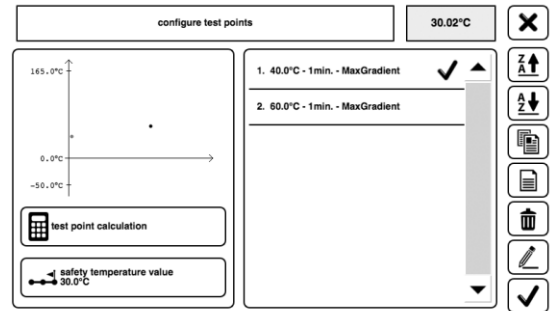 configure test points
30.02°C
165.0°C
0.0°C
-50.0°C
test point calculation
safety temperature value
30.0°C
1. 40.0°C - 1min. - MaxGradient
2. 60.0°C - 1min. - MaxGradient
Z
A
A
Z